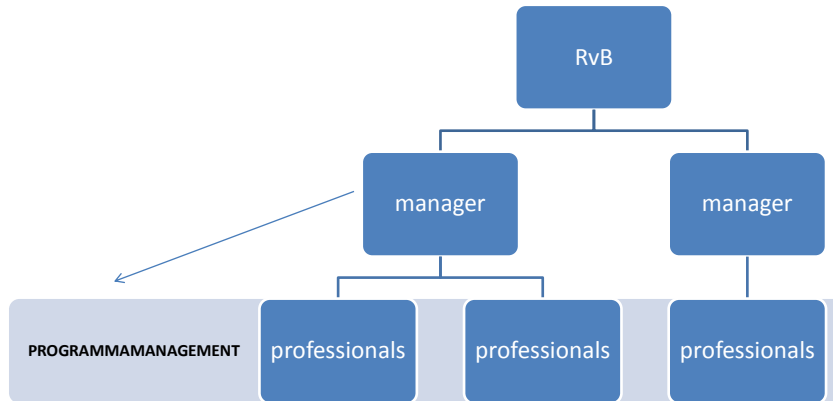 RvB
manager
manager
PROGRAMMAMANAGEMENT
professionals
professionals
professionals